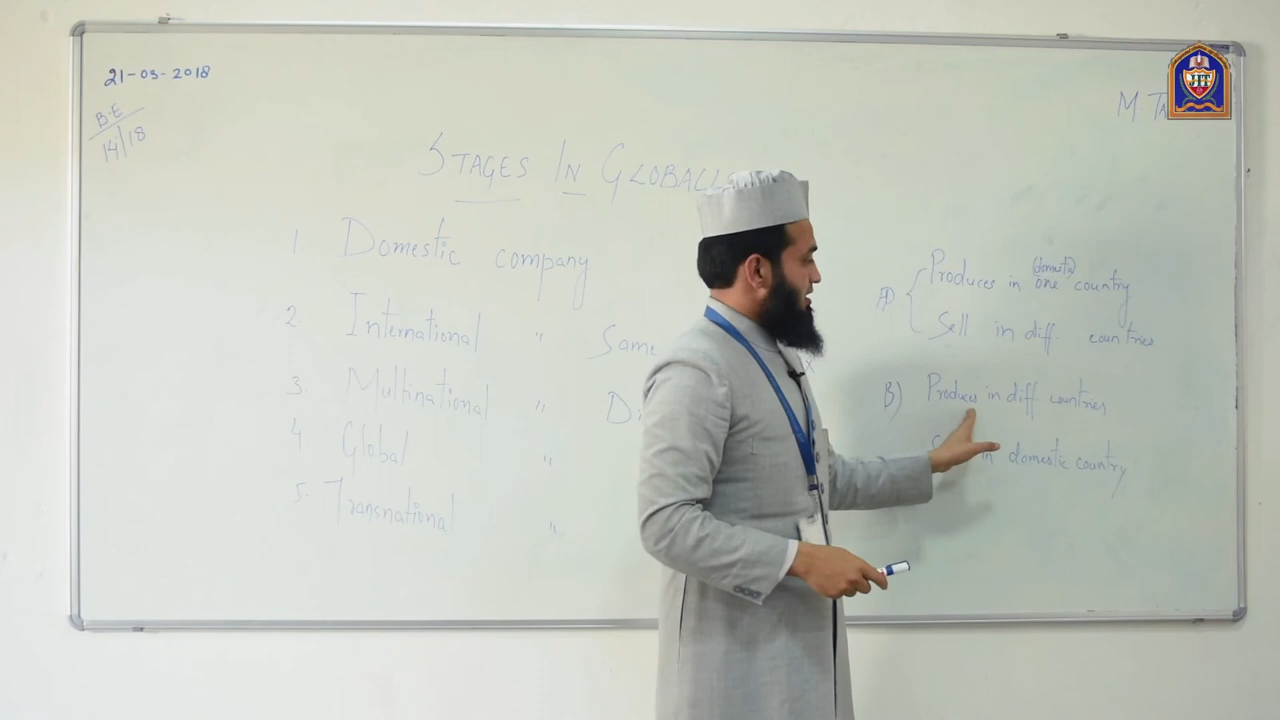 21-03-2018
B.E
14/18
M.
STAGES IN GLOBALI
1. Domestic company
2 International " Same
3 Multinational " Di
4 Global "
5. Transnational "
A) Produces in (domestic) one country
Sell in diff. countries
x
B) Produces in diff countries
in domestic country
JIT